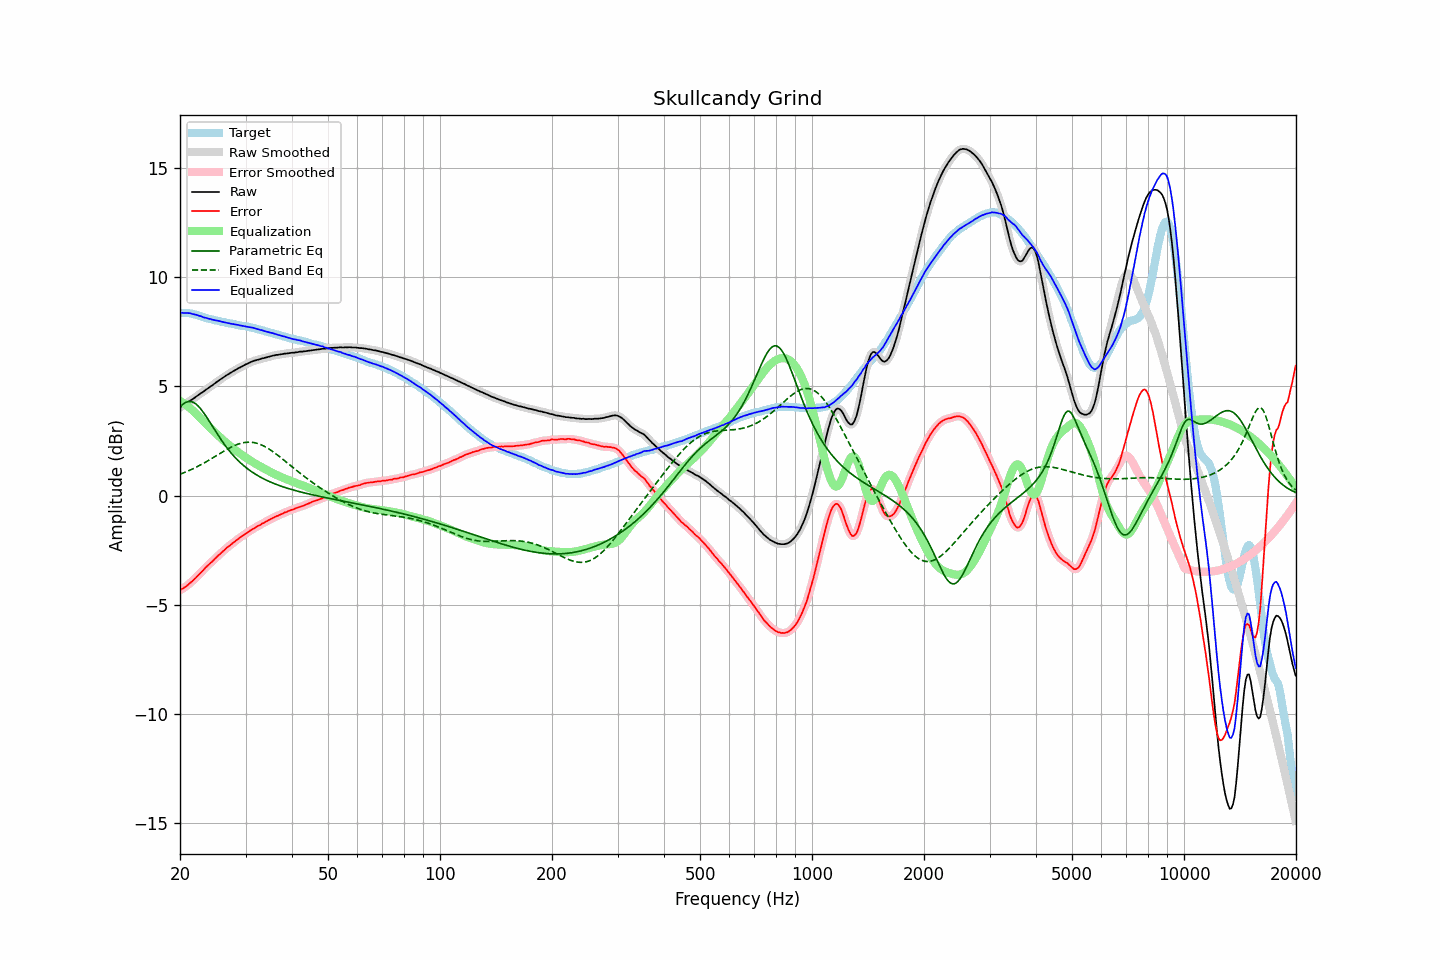 Skullcandy Grind
Target
Raw Smoothed
Error Smoothed
Raw
Error
Equalization
Parametric Eq
Fixed Band Eq
Equalized
15
10
5
0
−5
−10
−15
Amplitude (dBr)
20 50 100 200 500 1000 2000 5000 10000 20000
Frequency (Hz)